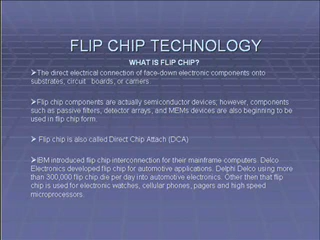 FLIP CHIP TECHNOLOGY
WHAT IS FLIP CHIP?
➤The direct electrical connection of face-down electronic components onto
substrates, circuit boards, or carriers.
➤Flip chip components are actually semiconductor devices; however, components
such as passive filters, detector arrays, and MEMs devices are also beginning to be
used in flip chip form.
➤ Flip chip is also called Direct Chip Attach (DCA)
➤IBM introduced flip chip interconnection for their mainframe computers. Delco
Electronics developed flip chip for automotive applications. Delphi Delco using more
than 300,000 flip chip die per day into automotive electronics. Other then that flip
chip is used for electronic watches, cellular phones, pagers and high speed
microprocessors.